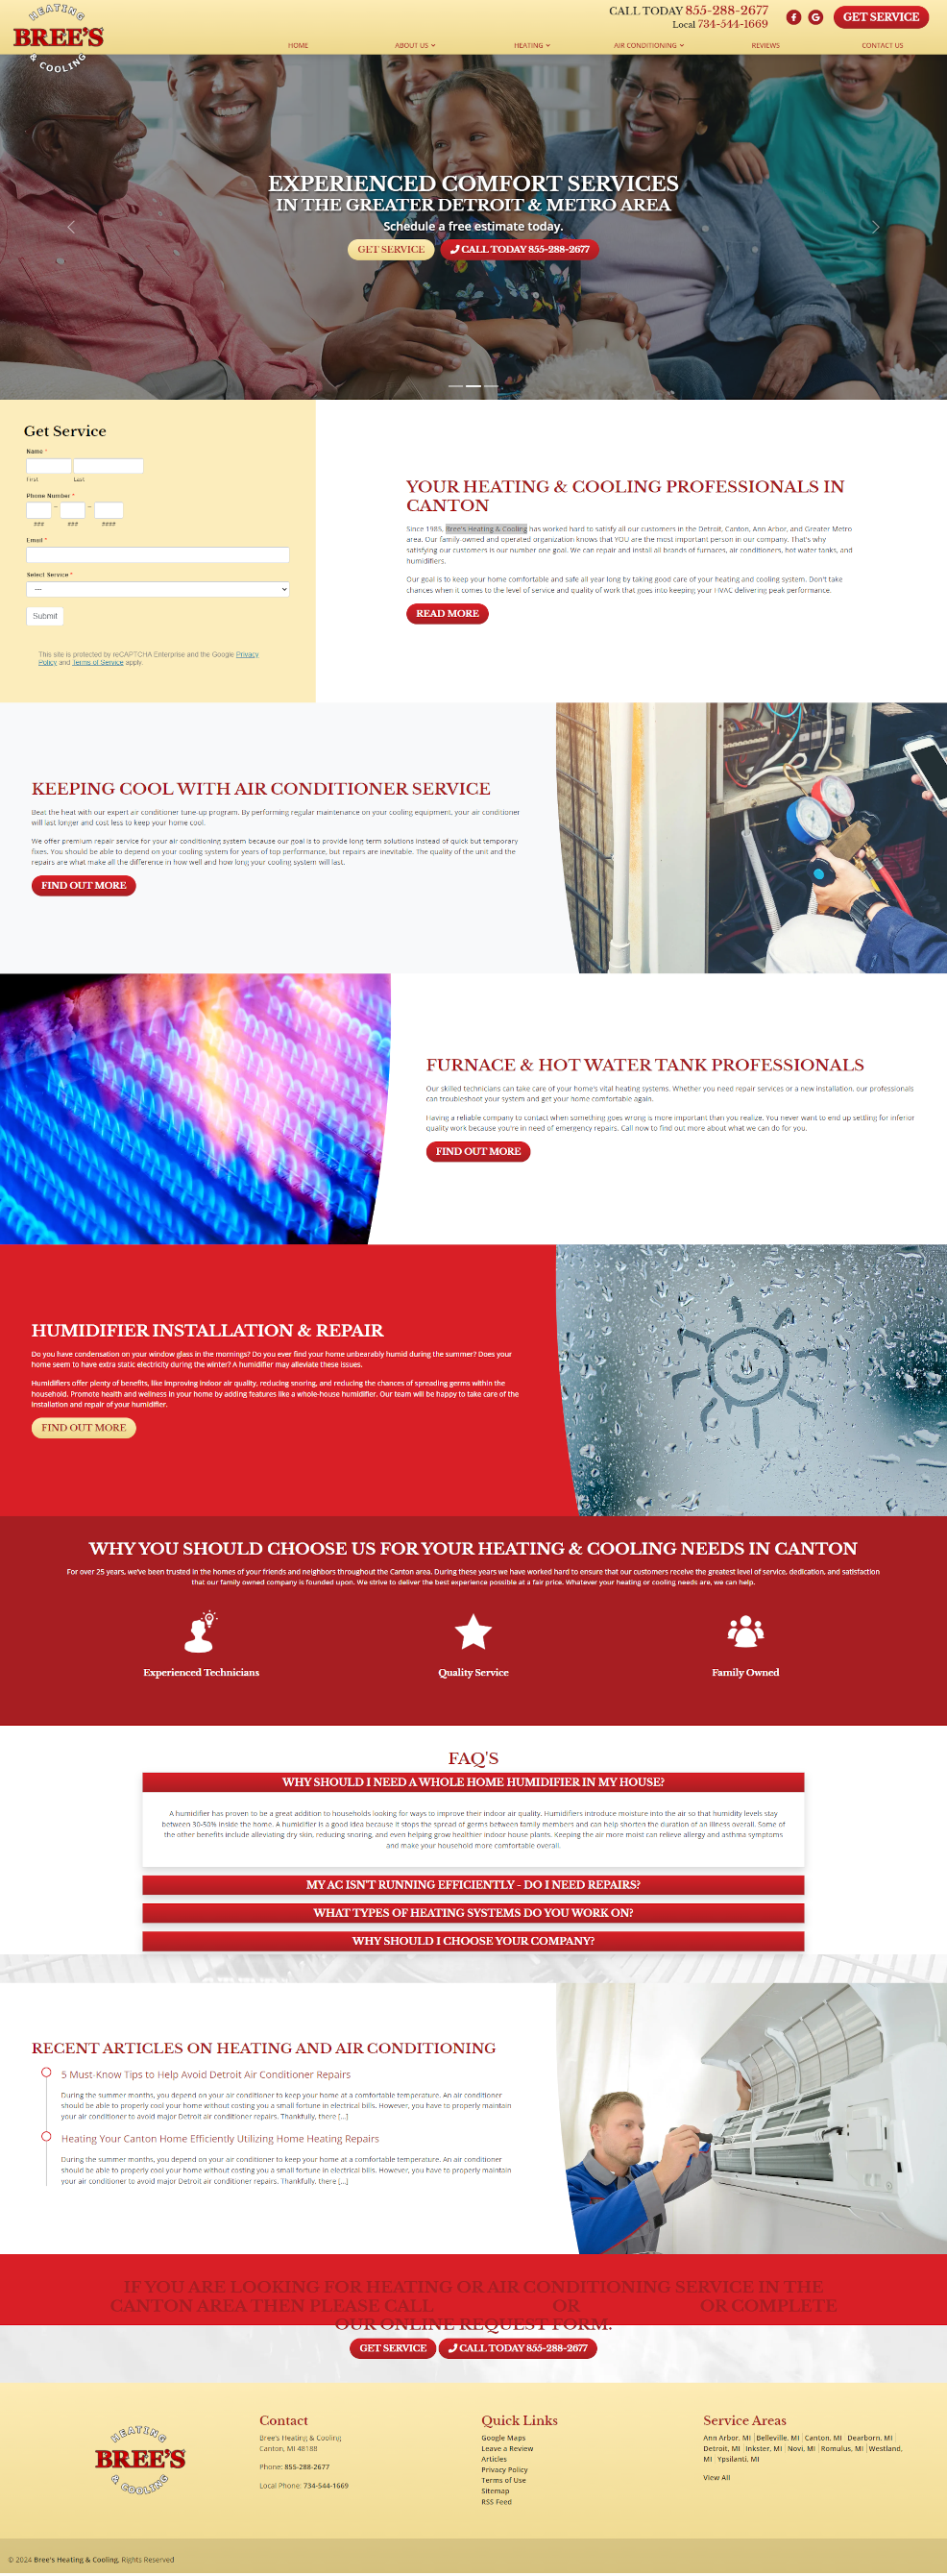 HEATING
BREE'S
& COOLING
CALL TODAY 855-288-2677
Local 734-544-1669
GET SERVICE
HOME
ABOUT US
HEATING
AIR CONDITIONING
REVIEWS
CONTACT US
EXPERIENCED COMFORT SERVICES
IN THE GREATER DETROIT & METRO AREA
Schedule a free estimate today.
GET SERVICE
CALL TODAY 855-288-2677
Get Service
Name *
First
Last
Phone Number *
- -
###
###
####
Email *
Select Service *
---
Submit
This site is protected by reCAPTCHA Enterprise and the Google Privacy
Policy and Terms of Service apply.
YOUR HEATING & COOLING PROFESSIONALS IN
CANTON
Since 1985, Bree's Heating & Cooling has worked hard to satisfy all our customers in the Detroit, Canton, Ann Arbor, and Greater Metro
area. Our family owned and operated organization knows that YOU are the most important person in our company. That's why
satisfying our customers is our number one goal. We can repair and install all brands of furnaces, air conditioners, hot water tanks, and
humidifiers.
Our goal is to keep your home comfortable and safe all year long by taking good care of your heating and cooling system. Don't take
chances when it comes to the level of service and quality of work that goes into keeping your HVAC delivering peak performance.
READ MORE
KEEPING COOL WITH AIR CONDITIONER SERVICE
Beat the heat with our expert air conditioner tune-up program. By performing regular maintenance on your cooling equipment, your air conditioner
will last longer and cost less to keep your home cool.
We offer premium repair service for your air conditioning system because our goal is to provide long term solutions instead of quick but temporary
fixes. You should be able to depend on your cooling system for years of top performance, but repairs are inevitable. The quality of the unit and the
repairs are what make all the difference in how well and how long your cooling system will last.
FIND OUT MORE
FURNACE & HOT WATER TANK PROFESSIONALS
Our skilled technicians can take care of your home's vital heating systems. Whether you need repair services or a new installation, our professionals
can troubleshoot your system and get your home comfortable again.
Having a reliable company to contact when something goes wrong is more important than you realize. You never want to end up settling for inferior
quality work because you're in need of emergency repairs. Call now to find out more about what we can do for you.
FIND OUT MORE
HUMIDIFIER INSTALLATION & REPAIR
Do you have condensation on your window glass in the mornings? Do you ever find your home unbearably humid during the summer? Does your
home seem to have extra static electricity during the winter? A humidifier may alleviate these issues.
Humidifiers offer plenty of benefits, like improving indoor air quality, reducing snoring, and reducing the chances of spreading germs within the
household. Promote health and wellness in your home by adding features like a whole-house humidifier. Our team will be happy to take care of the
installation and repair of your humidifier.
FIND OUT MORE
WHY YOU SHOULD CHOOSE US FOR YOUR HEATING & COOLING NEEDS IN CANTON
For over 25 years, we've been trusted in the homes of your friends and neighbors throughout the Canton area. During these years we have worked hard to ensure that our customers receive the greatest level of service, dedication, and satisfaction
that our family owned company is founded upon. We strive to deliver the best experience possible at a fair price. Whatever your heating or cooling needs are, we can help.
Experienced Technicians
Quality Service
Family Owned
FAQ'S
WHY SHOULD I NEED A WHOLE HOME HUMIDIFIER IN MY HOUSE?
A humidifier has proven to be a great addition to households looking for ways to improve their indoor air quality. Humidifiers introduce moisture into the air so that humidity levels stay
between 30-50% inside the home. A humidifier is a good idea because it stops the spread of germs between family members and can help shorten the duration of an illness overall. Some of
the other benefits include alleviating dry skin, reducing snoring, and even helping grow healthier indoor house plants. Keeping the air more moist can relieve allergy and asthma symptoms
and make your household more comfortable overall.
MY AC ISN'T RUNNING EFFICIENTLY - DO I NEED REPAIRS?
WHAT TYPES OF HEATING SYSTEMS DO YOU WORK ON?
WHY SHOULD I CHOOSE YOUR COMPANY?
RECENT ARTICLES ON HEATING AND AIR CONDITIONING
5 Must-Know Tips to Help Avoid Detroit Air Conditioner Repairs
During the summer months, you depend on your air conditioner to keep your home at a comfortable temperature. An air conditioner
should be able to properly cool your home without costing you a small fortune in electrical bills. However, you have to properly maintain
your air conditioner to avoid major Detroit air conditioner repairs. Thankfully, there [...]
Heating Your Canton Home Efficiently Utilizing Home Heating Repairs
During the summer months, you depend on your air conditioner to keep your home at a comfortable temperature. An air conditioner
should be able to properly cool your home without costing you a small fortune in electrical bills. However, you have to properly maintain
your air conditioner to avoid major Detroit air conditioner repairs. Thankfully, there [...]
IF YOU ARE LOOKING FOR HEATING OR AIR CONDITIONING SERVICE IN THE
CANTON AREA THEN PLEASE CALL OR OR COMPLETE
OUR ONLINE REQUEST FORM.
GET SERVICE
CALL TODAY 855-288-2677
HEATING
BREE'S
& COOLING
Contact
Bree's Heating & Cooling
Canton, MI 48188
Phone: 855-288-2677
Local Phone: 734-544-1669
Quick Links
Google Maps
Leave a Review
Articles
Privacy Policy
Terms of Use
Sitemap
RSS Feed
Service Areas
Ann Arbor, MI | Belleville, MI | Canton, MI | Dearborn, MI |
Detroit, MI | Inkster, MI | Novi, MI | Romulus, MI | Westland,
MI | Ypsilanti, MI
View All
© 2024 Bree's Heating & Cooling, Rights Reserved